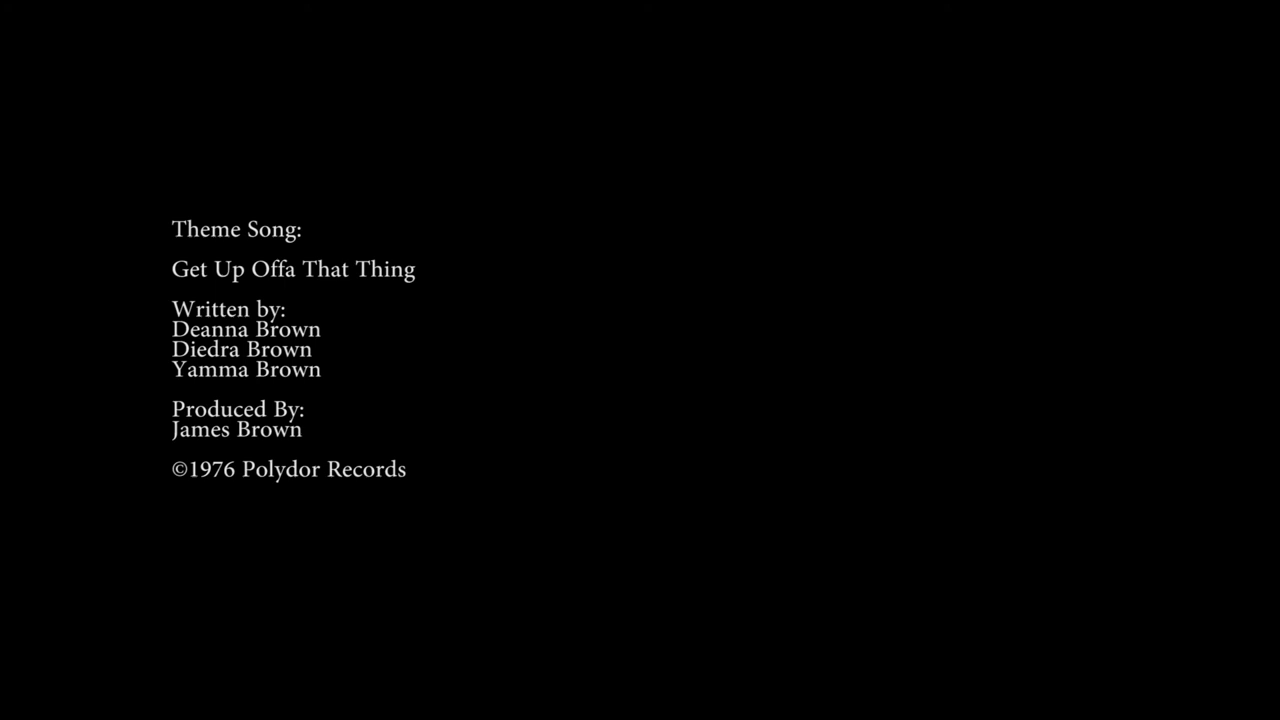 Theme Song:
Get Up Offa That Thing
Written by:
Deanna Brown
Diedra Brown
Yamma Brown
Produced By:
James Brown
©1976 Polydor Records